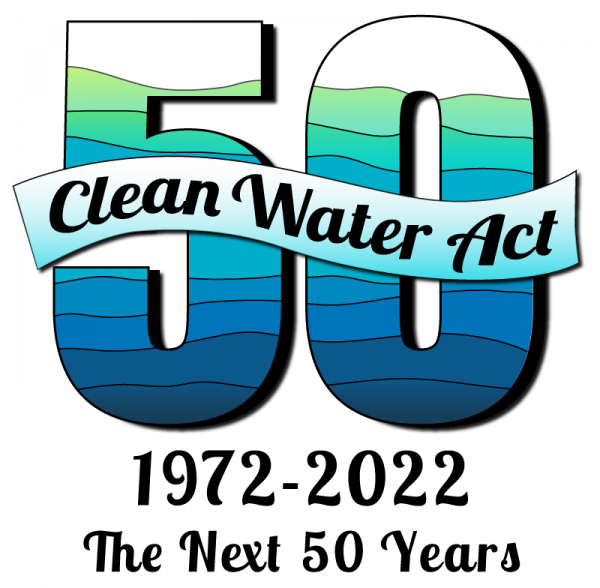 50
Clean Water Act
1972-2022
The Next 50 Years